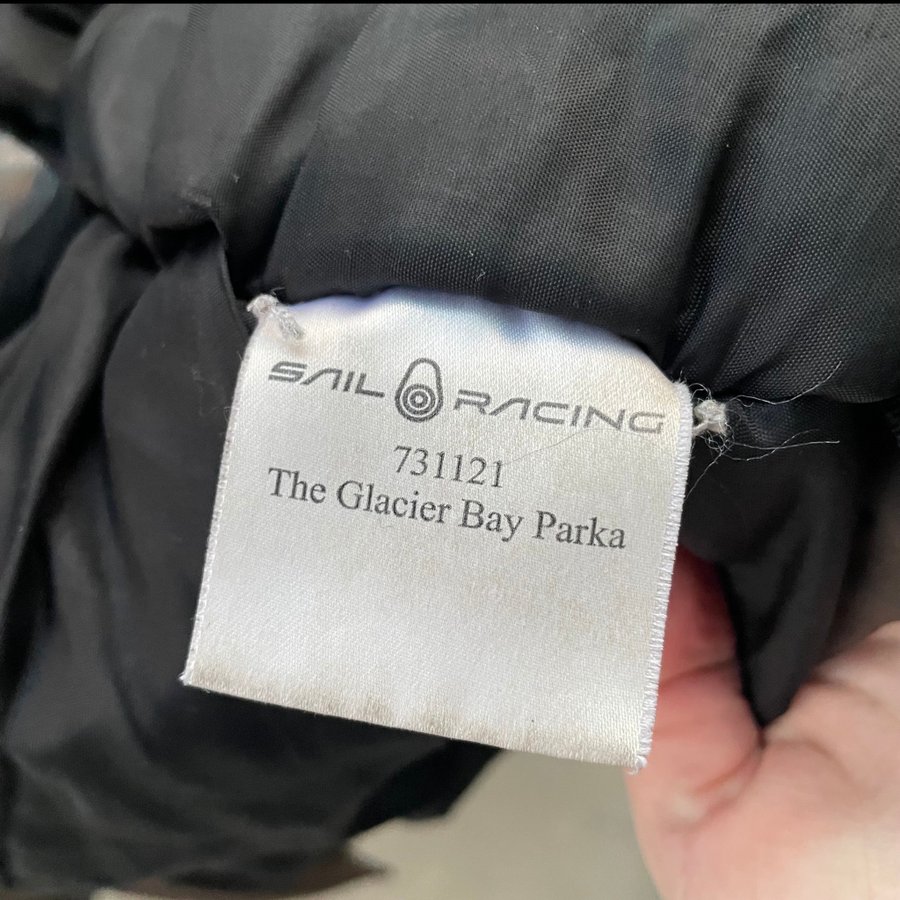 SAIL RACING
731121
The Glacier Bay Parka